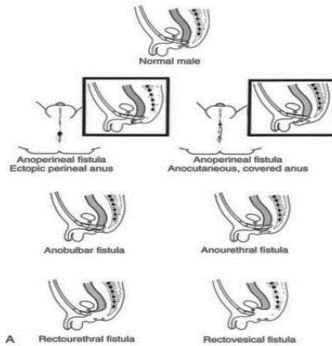 Normal male
Anoperineal fistula
Ectopic perineal anus
Anoperineal fistula
Anocutaneous, covered anus
Anobulbar fistula
Anourethral fistula
A
Rectourethral fistula
Rectovesical fistula